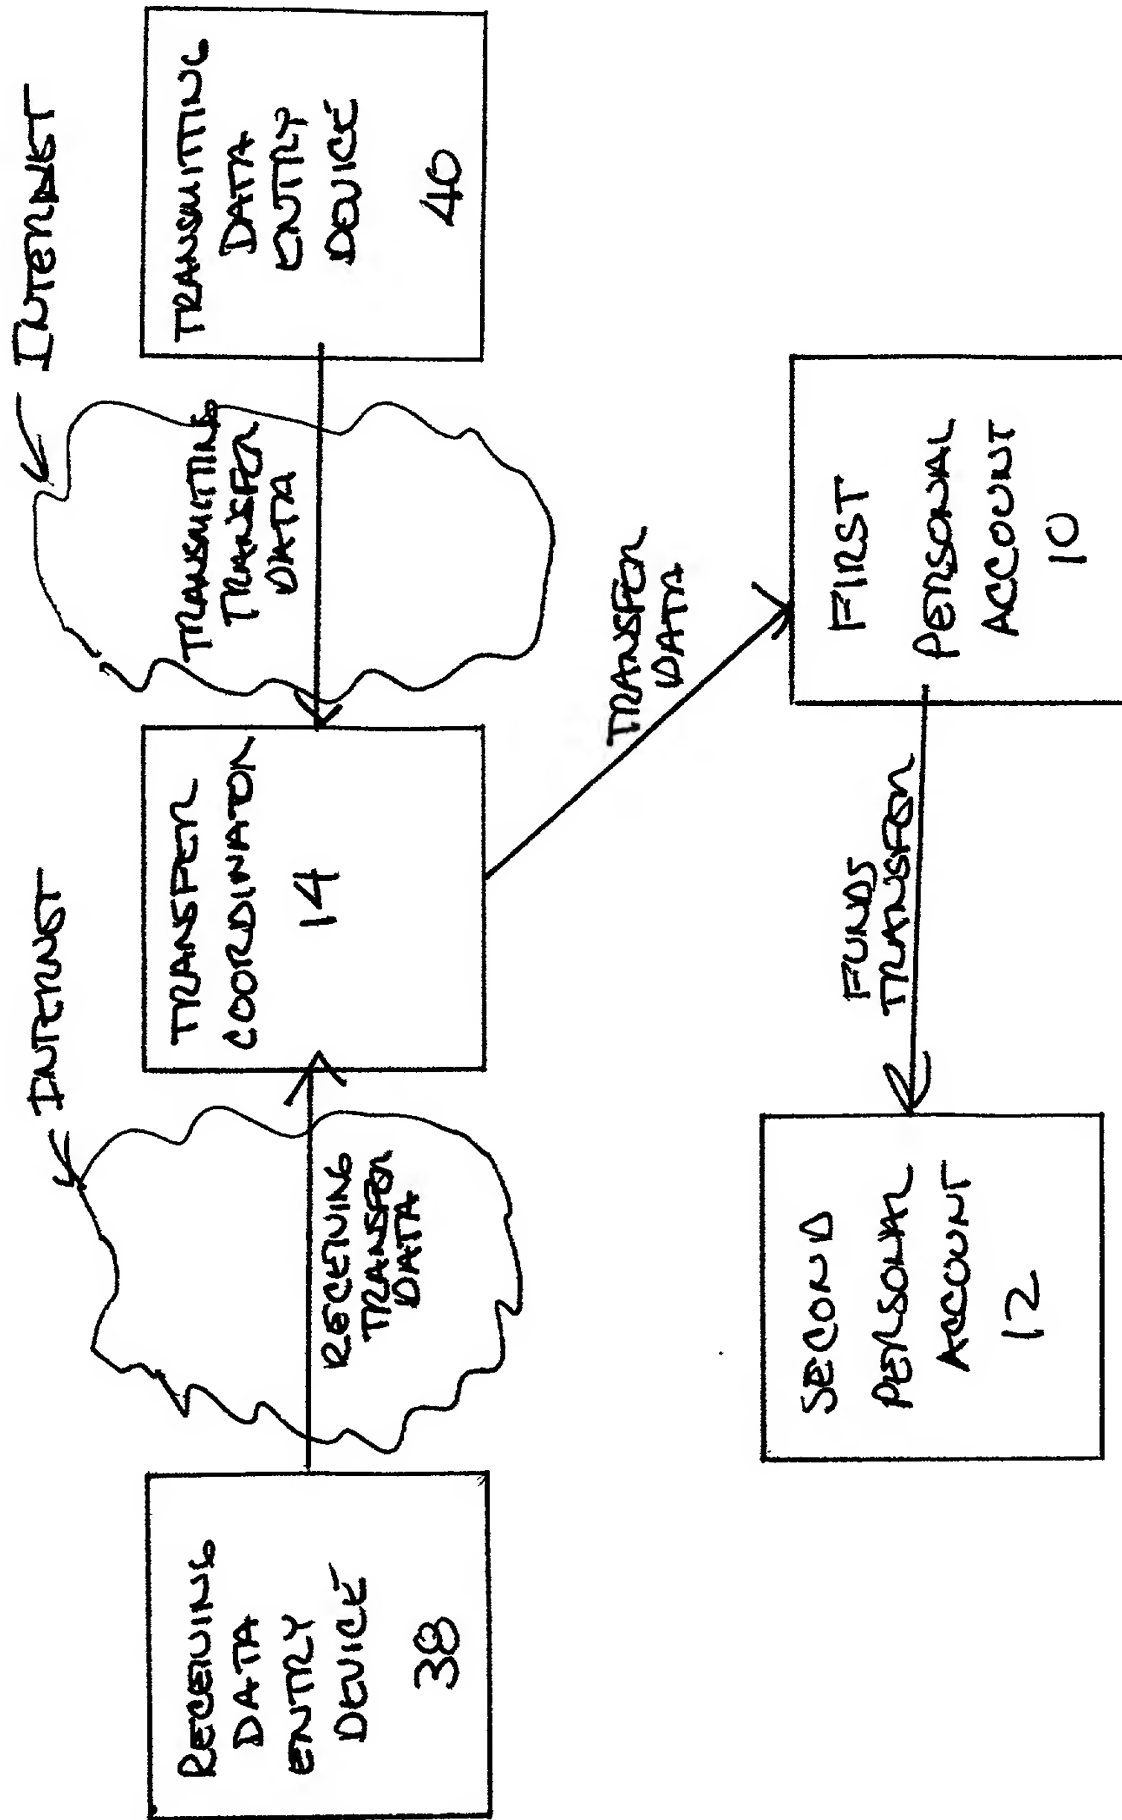 INTERNET
INTERNET
RECEIVING
DATA
ENTRY
DEVICE
38
RECEIVING
TRANSFER
DATA
TRANSFER
COORDINATOR
14
TRANSMITTING
TRANSFER
DATA
TRANSMITTING
DATA
ENTRY
DEVICE
40
TRANSFER
DATA
SECOND
PERSONAL
ACCOUNT
12
FUNDS
TRANSFER
FIRST
PERSONAL
ACCOUNT
10